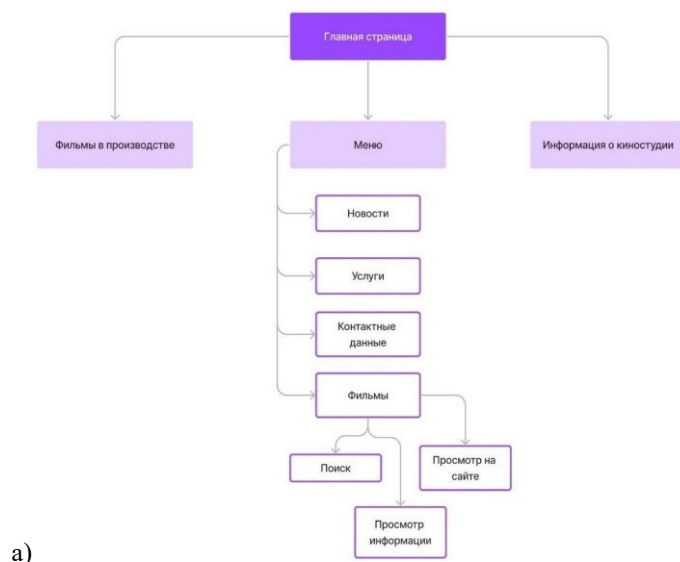 Главная страница
Фильмы в производстве
Меню
Информация о киностудии
Новости
Услуги
Контактные
данные
Фильмы
Поиск
Просмотр на
сайте
Просмотр
информации
а)